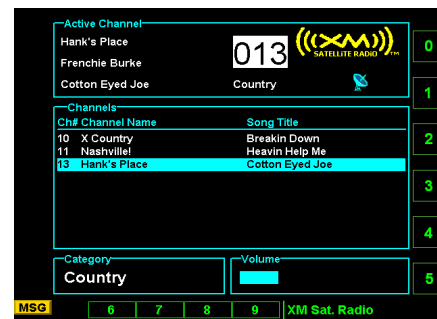 Active Channel
Hank's Place
Frenchie Burke
Cotton Eyed Joe
013
Country
((XM))
SATELLITE RADIO TM
0
1
Channels
Ch# Channel Name Song Title
10 X Country Breakin Down
11 Nashville! Heavin Help Me
13 Hank's Place Cotton Eyed Joe
2
3
4
Category
Country
Volume
5
MSG 6 7 8 9 XM Sat. Radio